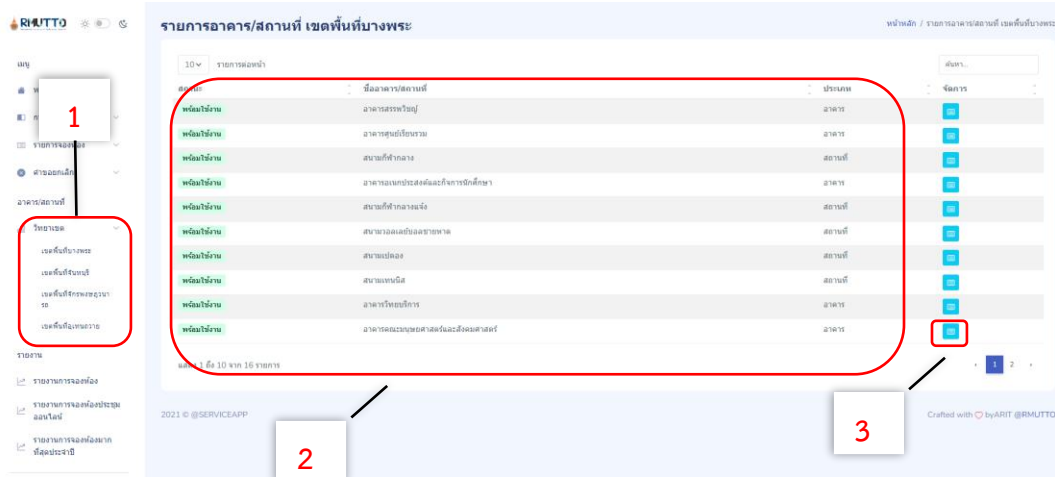 RMUTTO
รายการอาคาร/สถานที่ เขตพื้นที่บางพระ
หน้าหลัก / รายการอาคาร/สถานที่ เขตพื้นที่บางพระ
เมนู
1
รายการจองห้อง
คำขอยกเลิก
อาคาร/สถานที่
วิทยาเขต
เขตพื้นที่บางพระ
เขตพื้นที่จันทบุรี
เขตพื้นที่จักรพงษภูวนา
รถ
เขตพื้นที่อุเทนถวาย
รายงาน
รายงานการจองห้อง
รายงานการจองห้องประชุม
ออนไลน์
รายงานการจองห้องมาก
ที่สุดประจำปี
10 รายการต่อหน้า
ค้นหา...
สถานะ ชื่ออาคาร/สถานที่ ประเภท จัดการ
พร้อมใช้งาน อาคารสรรพวิชญ์ อาคาร
พร้อมใช้งาน อาคารศูนย์เรียนรวม อาคาร
พร้อมใช้งาน สนามกีฬากลาง สถานที่
พร้อมใช้งาน อาคารอเนกประสงค์และกิจการนักศึกษา อาคาร
พร้อมใช้งาน สนามกีฬากลางแจ้ง สถานที่
พร้อมใช้งาน สนามวอลเลย์บอลชายหาด สถานที่
พร้อมใช้งาน สนามเปตอง สถานที่
พร้อมใช้งาน สนามเทนนิส สถานที่
พร้อมใช้งาน อาคารวิทยบริการ อาคาร
พร้อมใช้งาน อาคารคณะมนุษยศาสตร์และสังคมศาสตร์ อาคาร
แสดง 1 ถึง 10 จาก 16 รายการ
‹ 1 2 ›
2021 © @SERVICEAPP
Crafted with ♡ byARIT @RMUTTO
2
3